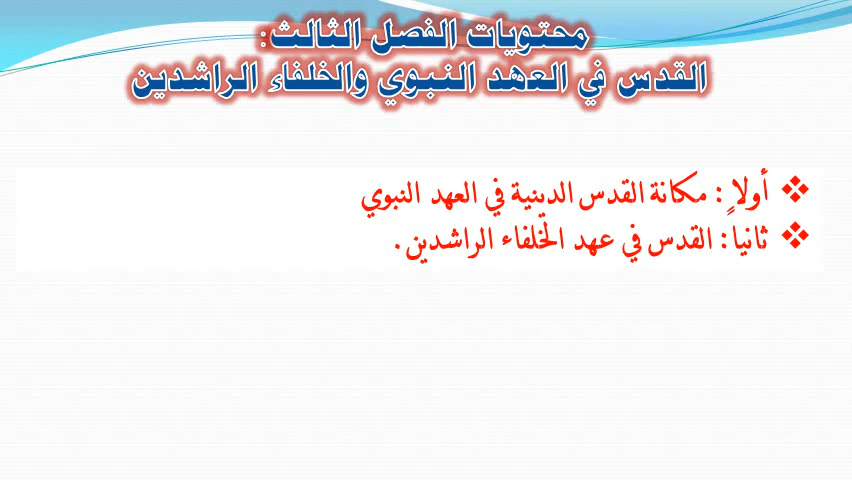 محتويات الفصل الثالث:
القدس في العهد النبوي والخلفاء الراشدين
❖ أولاٍ : مكانة القدس الدينية في العهد النبوي
❖ ثانياً : القدس في عهد الخلفاء الراشدين .